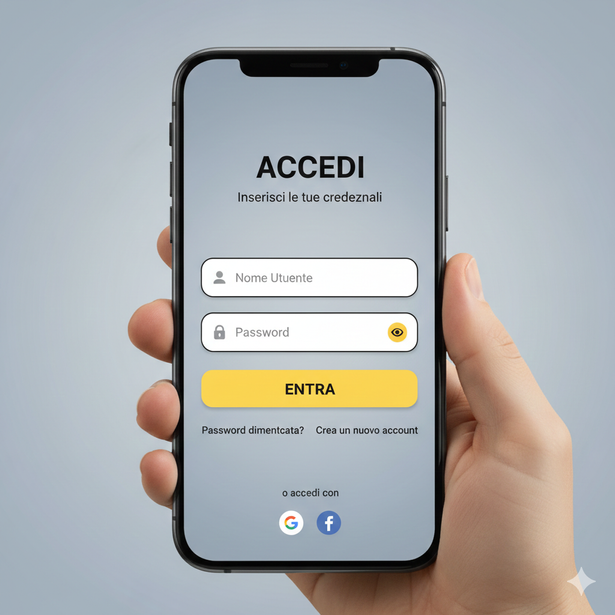 ACCEDI
Inserisci le tue credeznali
Nome Utuente
Password
ENTRA
Password dimentcata? Crea un nuovo account
o accedi con
G f